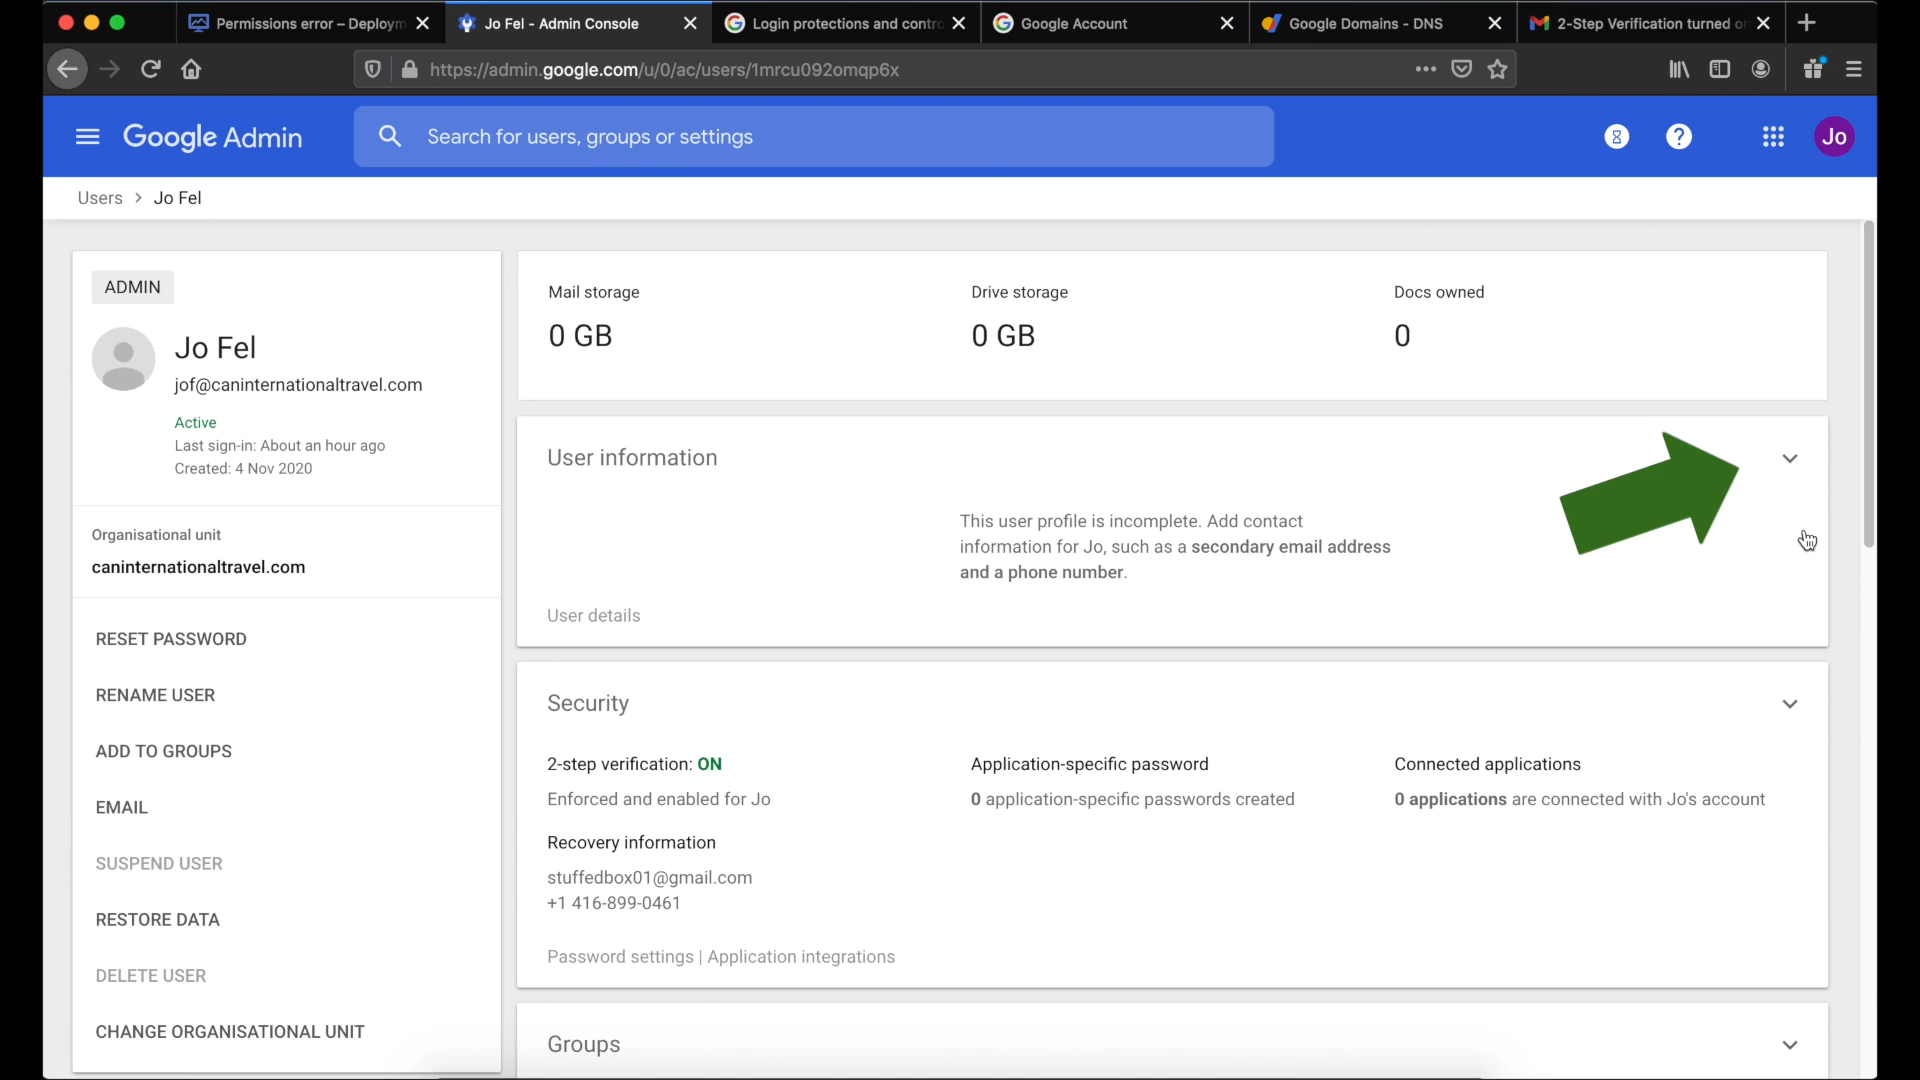 Permissions error – Deploym
Jo Fel - Admin Console
Login protections and contro
Google Account
Google Domains - DNS
2-Step Verification turned o
https://admin.google.com/u/0/ac/users/1mrcu092omqp6x
Google Admin
Search for users, groups or settings
Jo
Users > Jo Fel
ADMIN
Jo Fel
jof@caninternationaltravel.com
Active
Last sign-in: About an hour ago
Created: 4 Nov 2020
Organisational unit
caninternationaltravel.com
RESET PASSWORD
RENAME USER
ADD TO GROUPS
EMAIL
SUSPEND USER
RESTORE DATA
DELETE USER
CHANGE ORGANISATIONAL UNIT
Mail storage
0 GB
Drive storage
0 GB
Docs owned
0
User information
This user profile is incomplete. Add contact
information for Jo, such as a secondary email address
and a phone number.
User details
Security
2-step verification: ON
Enforced and enabled for Jo
Application-specific password
0 application-specific passwords created
Connected applications
0 applications are connected with Jo's account
Recovery information
stuffedbox01@gmail.com
+1 416-899-0461
Password settings | Application integrations
Groups